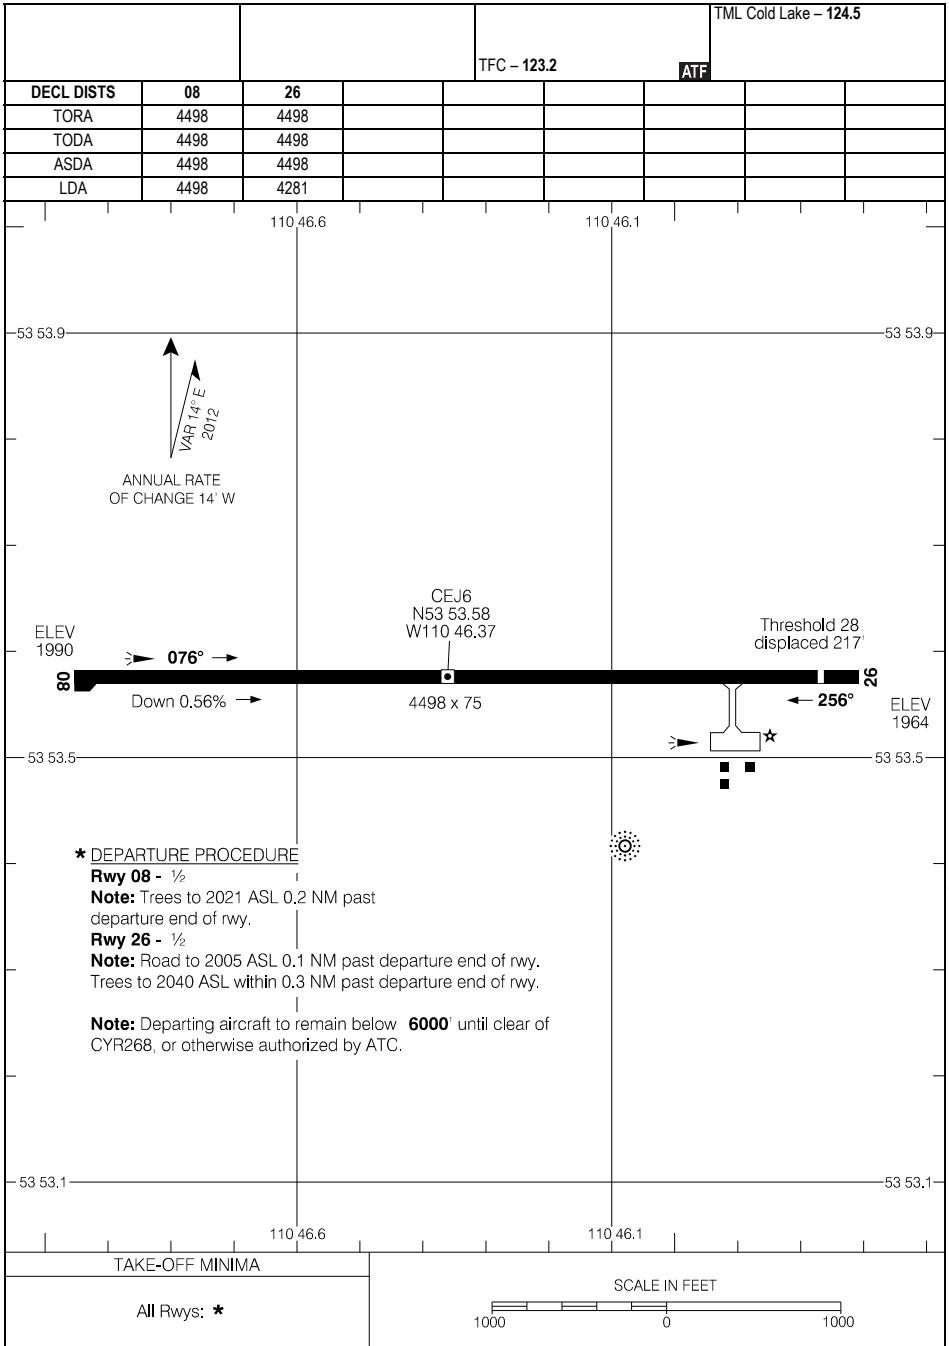 TML Cold Lake – 124.5
TFC – 123.2
ATF
DECL DISTS 08 26
TORA 4498 4498
TODA 4498 4498
ASDA 4498 4498
LDA 4498 4281
110 46.6 110 46.1
53 53.9 53 53.9
VAR 14° E
2012
ANNUAL RATE
OF CHANGE 14' W
CEJ6
N53 53.58
W110 46.37
ELEV
1990
Threshold 28
displaced 217'
076°
08
26
Down 0.56%
4498 x 75
256°
ELEV
1964
53 53.5 53 53.5
* DEPARTURE PROCEDURE
Rwy 08 - ½
Note: Trees to 2021 ASL 0.2 NM past
departure end of rwy.
Rwy 26 - ½
Note: Road to 2005 ASL 0.1 NM past departure end of rwy.
Trees to 2040 ASL within 0.3 NM past departure end of rwy.
Note: Departing aircraft to remain below 6000' until clear of
CYR268, or otherwise authorized by ATC.
53 53.1 53 53.1
110 46.6 110 46.1
TAKE-OFF MINIMA
All Rwys: *
SCALE IN FEET
1000 0 1000